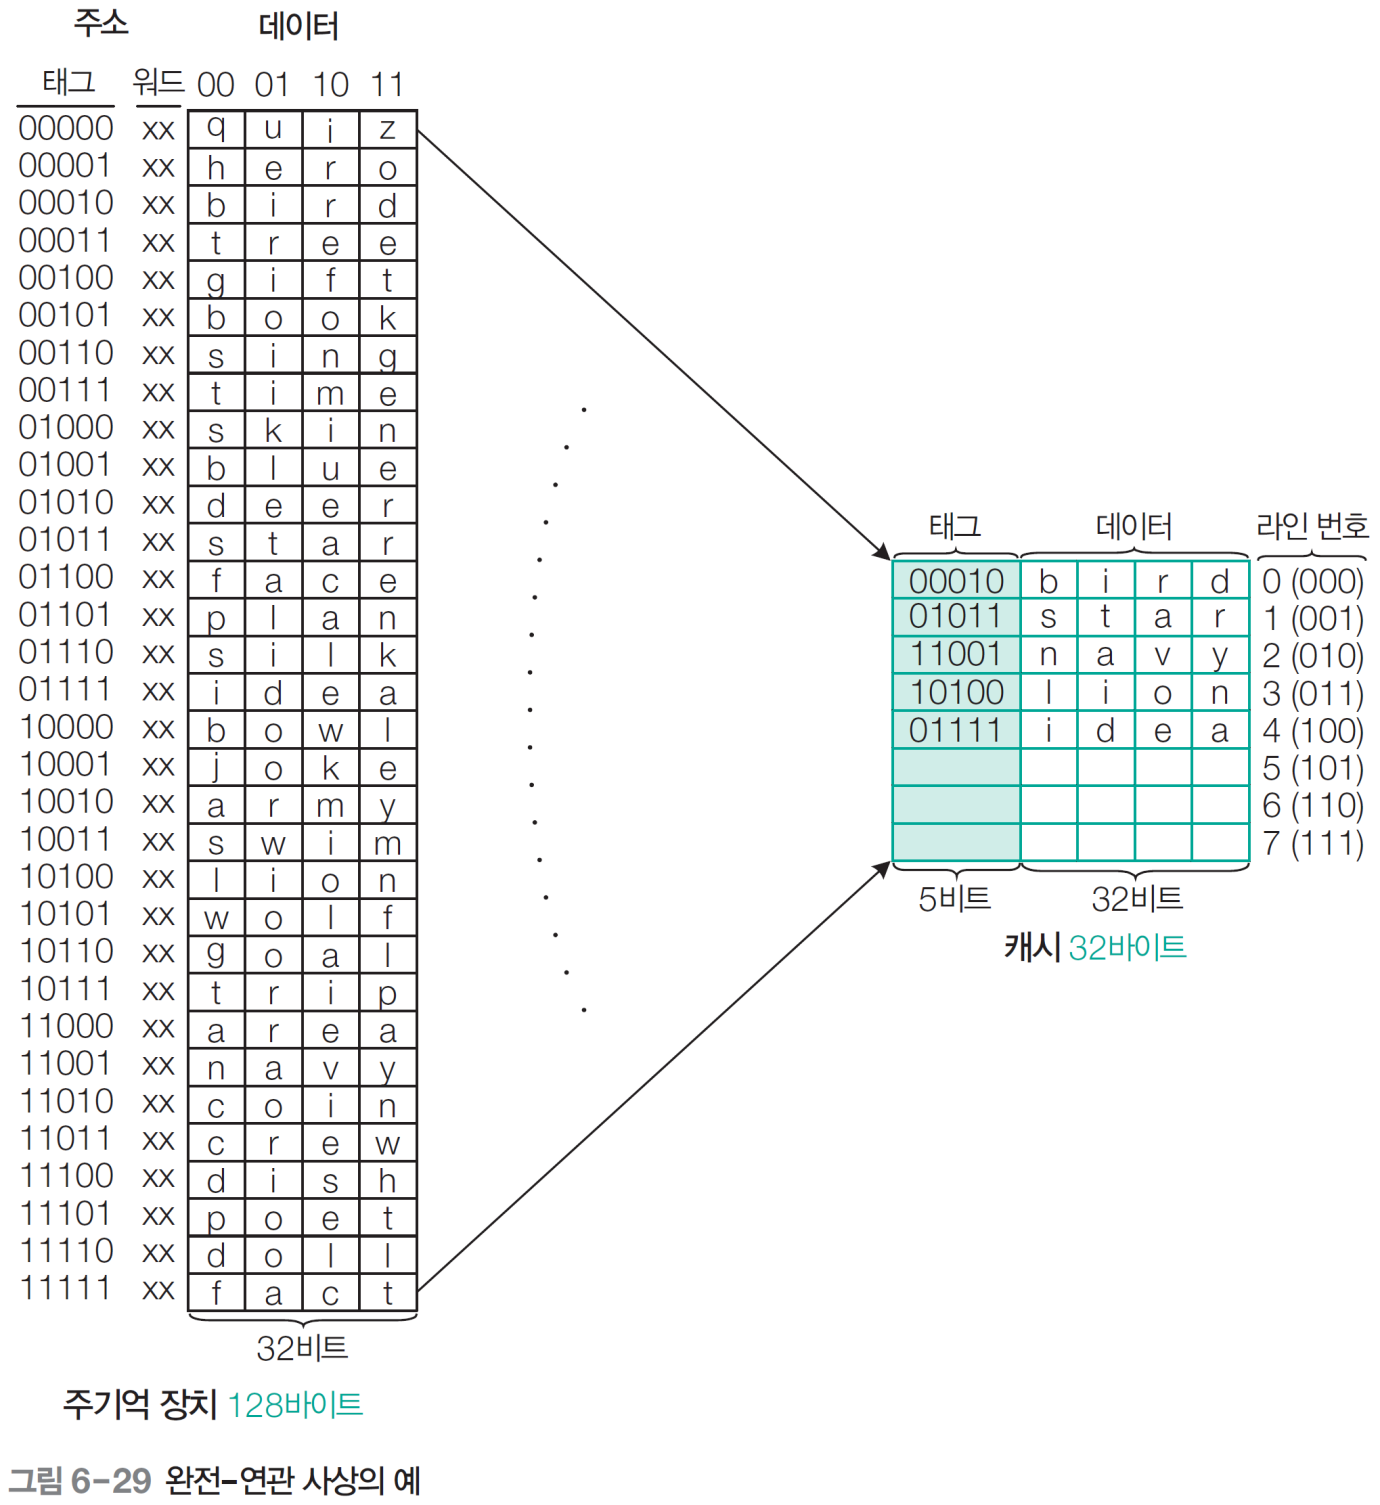 주소 데이터
태그 워드 00 01 10 11
00000 xx q u i z
00001 xx h e r o
00010 xx b i r d
00011 xx t r e e
00100 xx g i f t
00101 xx b o o k
00110 xx s i n g
00111 xx t i m e
01000 xx s k i n
01001 xx b l u e
01010 xx d e e r
01011 xx s t a r
01100 xx f a c e
01101 xx p l a n
01110 xx s i l k
01111 xx i d e a
10000 xx b o w l
10001 xx j o k e
10010 xx a r m y
10011 xx s w i m
10100 xx l i o n
10101 xx w o l f
10110 xx g o a l
10111 xx t r i p
11000 xx a r e a
11001 xx n a v y
11010 xx c o i n
11011 xx c r e w
11100 xx d i s h
11101 xx p o e t
11110 xx d o l l
11111 xx f a c t
32비트
주기억 장치 128바이트
태그 데이터 라인 번호
00010 b i r d 0 (000)
01011 s t a r 1 (001)
11001 n a v y 2 (010)
10100 l i o n 3 (011)
01111 i d e a 4 (100)
5 (101)
6 (110)
7 (111)
5비트 32비트
캐시 32바이트
그림 6-29 완전-연관 사상의 예